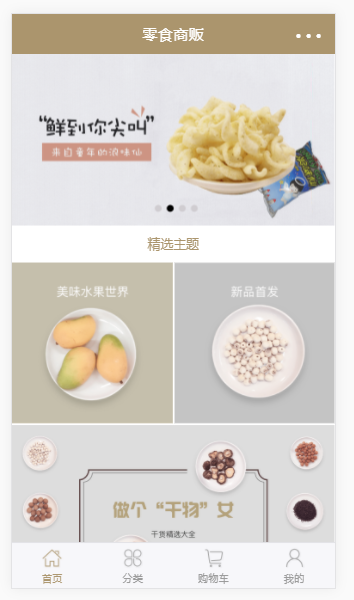 零食商贩
“鲜到你尖叫”
来自童年的浪味仙
精选主题
美味水果世界
新品首发
做个“干物”女
干货精选大全
首页
分类
购物车
我的